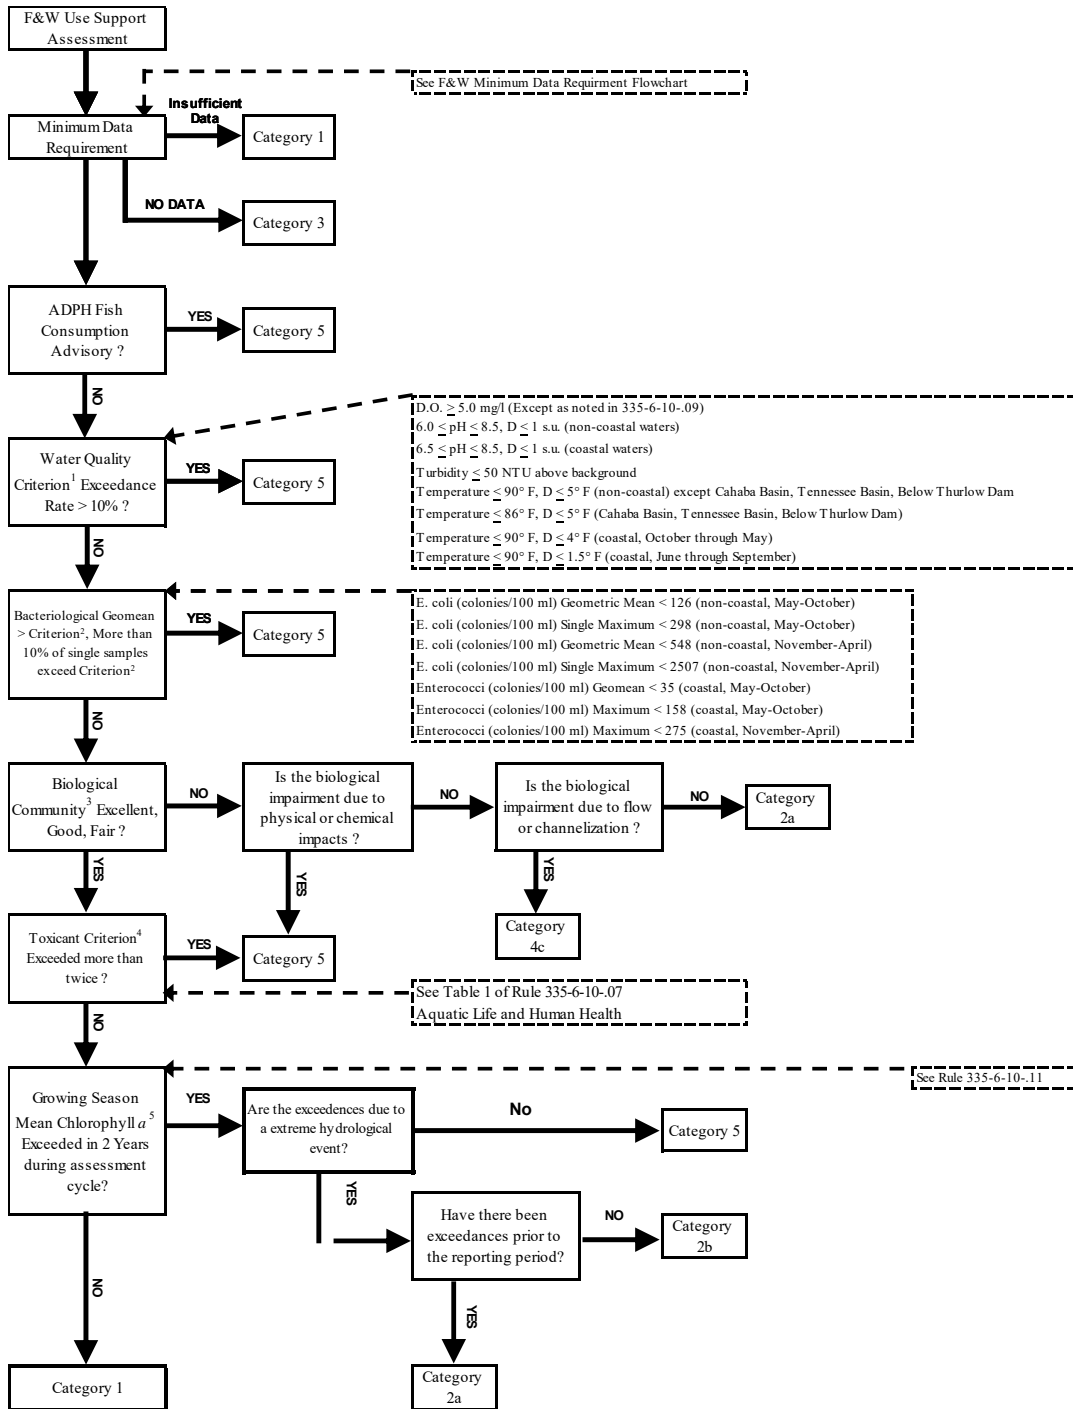 F&W Use Support
Assessment
See F&W Minimum Data Requirment Flowchart
Insufficient
Data
Minimum Data
Requirement
Category 1
NO DATA
Category 3
ADPH Fish
Consumption
Advisory ?
YES
Category 5
NO
D.O. ≥ 5.0 mg/l (Except as noted in 335-6-10-.09)
6.0 ≤ pH ≤ 8.5, D ≤ 1 s.u. (non-coastal waters)
6.5 ≤ pH ≤ 8.5, D ≤ 1 s.u. (coastal waters)
Turbidity ≤ 50 NTU above background
Temperature ≤ 90° F, D ≤ 5° F (non-coastal) except Cahaba Basin, Tennessee Basin, Below Thurlow Dam
Temperature ≤ 86° F, D ≤ 5° F (Cahaba Basin, Tennessee Basin, Below Thurlow Dam)
Temperature ≤ 90° F, D ≤ 4° F (coastal, October through May)
Temperature ≤ 90° F, D ≤ 1.5° F (coastal, June through September)
Water Quality
Criterion¹ Exceedance
Rate > 10% ?
YES
Category 5
NO
Bacteriological Geomean
> Criterion², More than
10% of single samples
exceed Criterion²
YES
Category 5
E. coli (colonies/100 ml) Geometric Mean < 126 (non-coastal, May-October)
E. coli (colonies/100 ml) Single Maximum < 298 (non-coastal, May-October)
E. coli (colonies/100 ml) Geometric Mean < 548 (non-coastal, November-April)
E. coli (colonies/100 ml) Single Maximum < 2507 (non-coastal, November-April)
Enterococci (colonies/100 ml) Geomean < 35 (coastal, May-October)
Enterococci (colonies/100 ml) Maximum < 158 (coastal, May-October)
Enterococci (colonies/100 ml) Maximum < 275 (coastal, November-April)
NO
Biological
Community³ Excellent,
Good, Fair ?
NO
Is the biological
impairment due to
physical or chemical
impacts ?
NO
Is the biological
impairment due to flow
or channelization ?
NO
Category
2a
YES
YES
YES
Category
4c
Toxicant Criterion⁴
Exceeded more than
twice ?
YES
Category 5
See Table 1 of Rule 335-6-10-.07
Aquatic Life and Human Health
NO
See Rule 335-6-10-.11
Growing Season
Mean Chlorophyll a⁵
Exceeded in 2 Years
during assessment
cycle?
YES
Are the exceedences due to
a extreme hydrological
event?
No
Category 5
YES
Have there been
exceedances prior to
the reporting period?
NO
Category
2b
NO
YES
Category 1
Category
2a